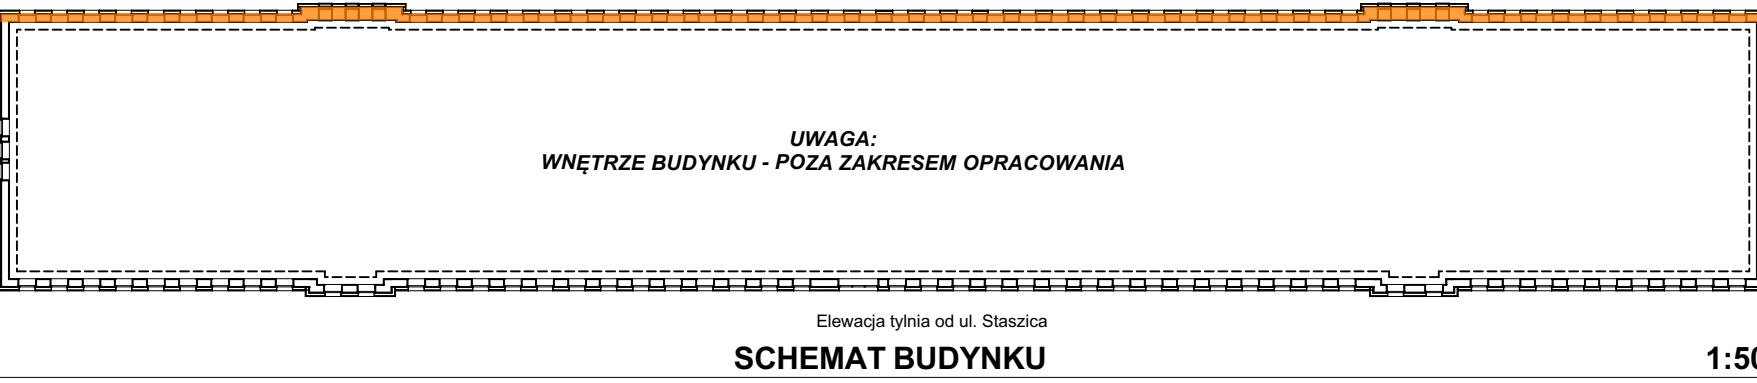 UWAGA:
WNĘTRZE BUDYNKU - POZA ZAKRESEM OPRACOWANIA
Elewacja tylnia od ul. Staszica
SCHEMAT BUDYNKU